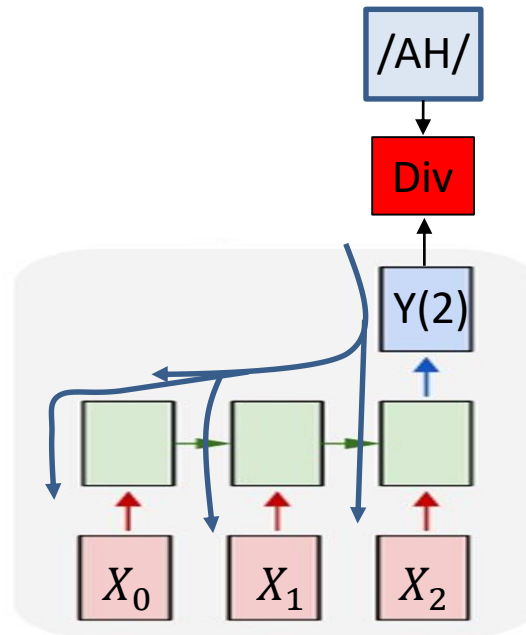 /AH/
Div
Y(2)
X₀ X₁ X₂